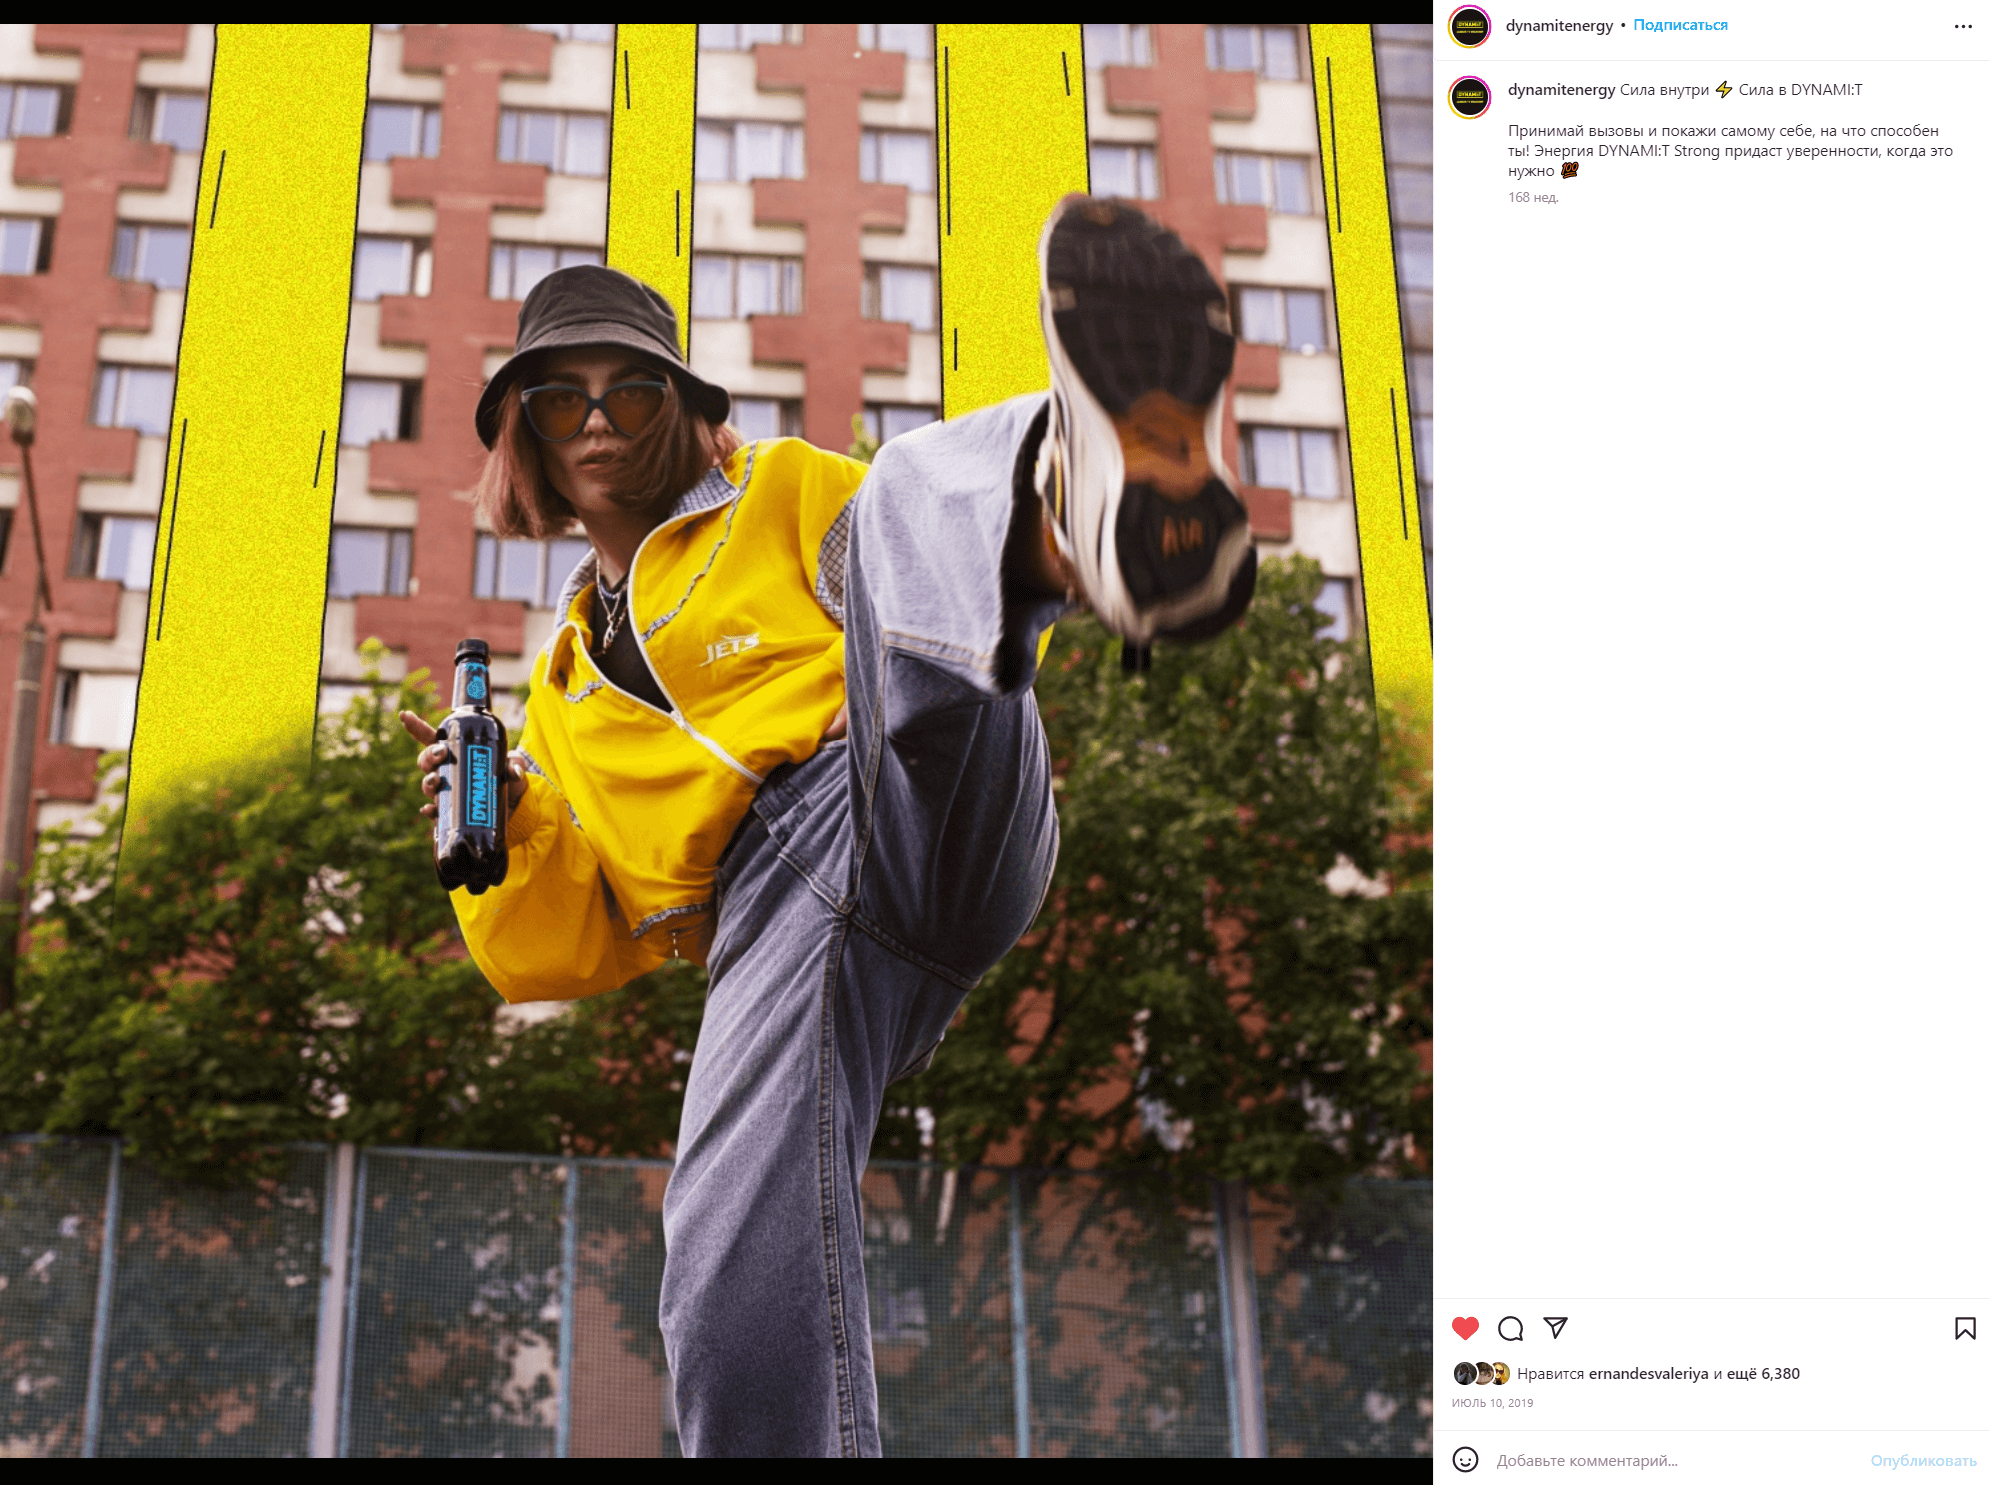 dynamitenergy • Подписаться
dynamitenergy Сила внутри ⚡ Сила в DYNAMI:T
Принимай вызовы и покажи самому себе, на что способен
ты! Энергия DYNAMI:T Strong придаст уверенности, когда это
нужно 💯
168 нед.
JETS
DYNAMI:T
AIR
Нравится ernandesvaleriya и ещё 6,380
ИЮЛЬ 10, 2019
Добавьте комментарий...
Опубликовать